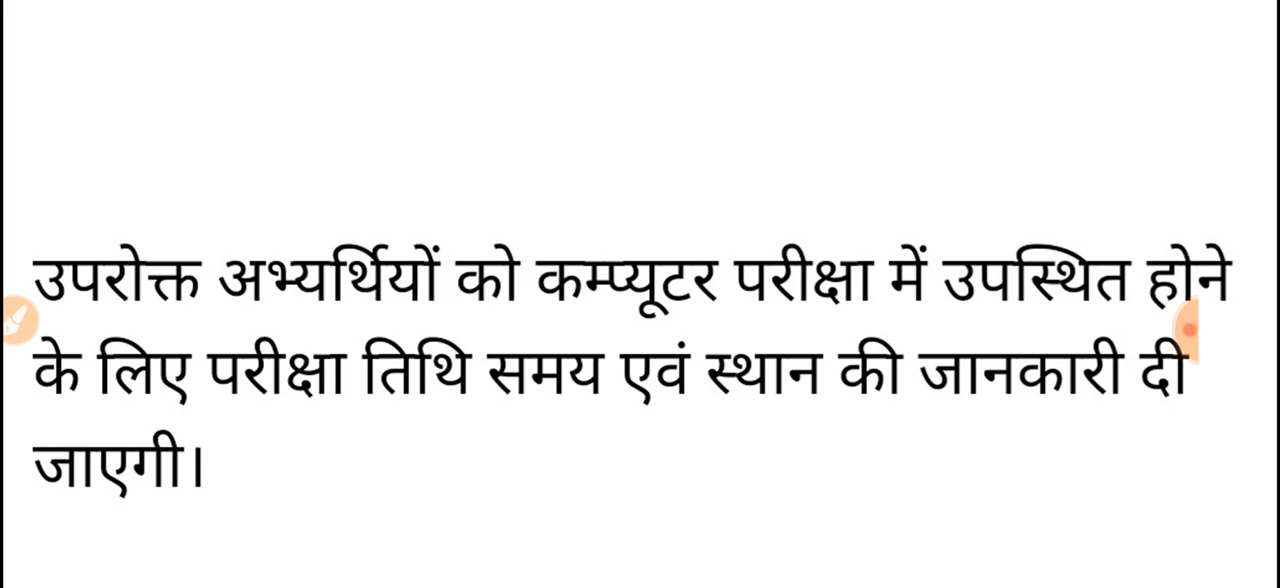 उपरोक्त अभ्यर्थियों को कम्प्यूटर परीक्षा में उपस्थित होने
के लिए परीक्षा तिथि समय एवं स्थान की जानकारी दी
जाएगी।